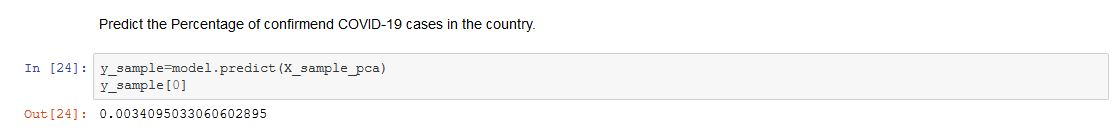 Predict the Percentage of confirmend COVID-19 cases in the country.
In [24]: y_sample=model.predict(X_sample_pca)
y_sample[0]
Out[24]: 0.0034095033060602895